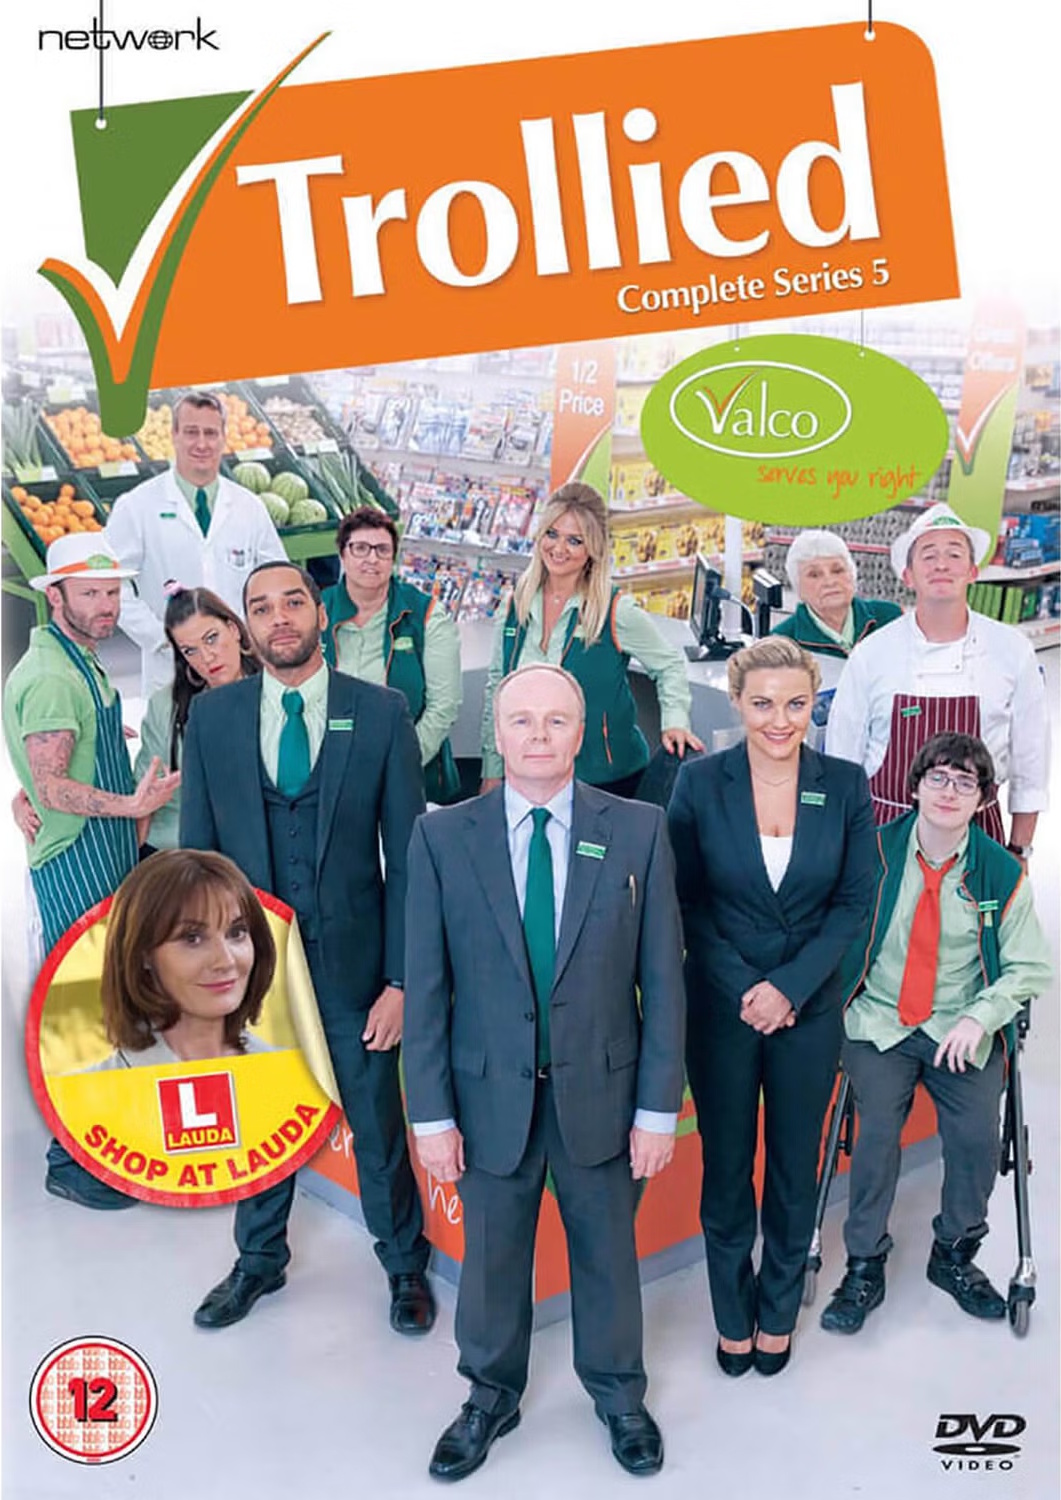 network
Trollied
Complete Series 5
1/2
Price
Valco
serves you right
L
LAUDA
SHOP AT LAUDA
he
12
DVD
VIDEO